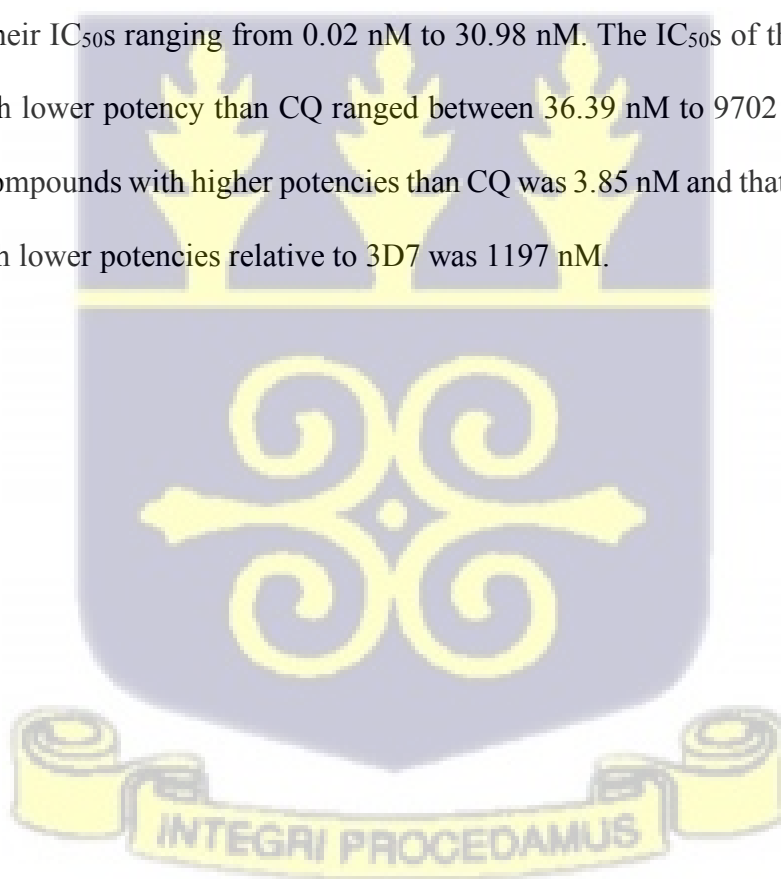 heir IC₅₀s ranging from 0.02 nM to 30.98 nM. The IC₅₀s of th
h lower potency than CQ ranged between 36.39 nM to 9702
ompounds with higher potencies than CQ was 3.85 nM and that
n lower potencies relative to 3D7 was 1197 nM.
INTEGRI PROCEDAMUS